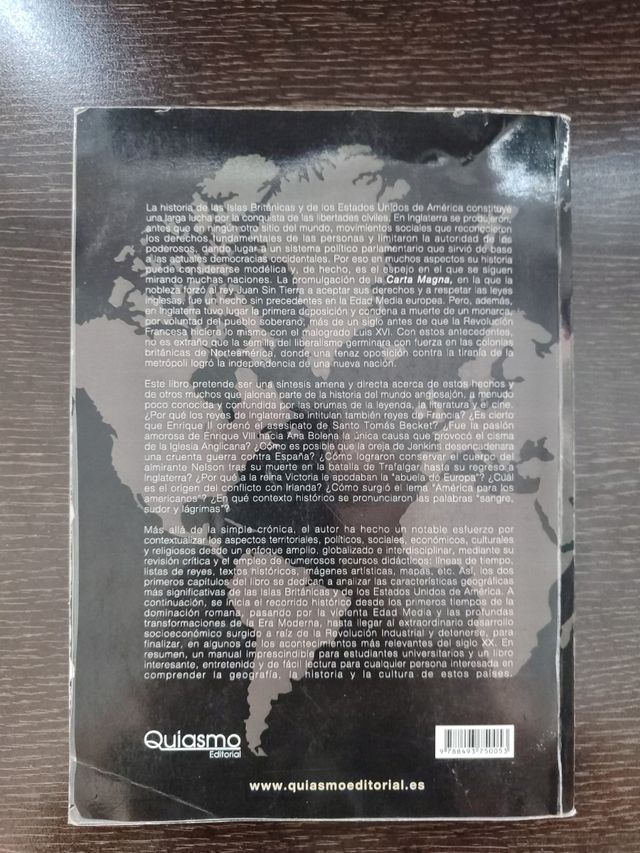 La historia de las Islas Británicas y de los Estados Unidos de América constituye
una larga lucha por la conquista de las libertades civiles. En Inglaterra se produjeron,
antes que en ningún otro sitio del mundo, movimientos sociales que reconocieron
los derechos fundamentales de las personas y limitaron la autoridad de los
poderosos, dando lugar a un sistema político parlamentario que sirvió de base
a las actuales democracias occidentales. Por eso en muchos aspectos su historia
puede considerarse modélica y, de hecho, es el espejo en el que se siguen
mirando muchas naciones. La promulgación de la Carta Magna, en la que la
nobleza forzó al rey Juan Sin Tierra a aceptar sus derechos y a respetar las leyes
inglesas, fue un hecho sin precedentes en la Edad Media europea. Pero, además,
en Inglaterra tuvo lugar la primera deposición y condena a muerte de un monarca,
por voluntad del pueblo soberano, más de un siglo antes de que la Revolución
Francesa hiciera lo mismo con el malogrado Luis XVI. Con estos antecedentes,
no es extraño que la semilla del liberalismo germinara con fuerza en las colonias
británicas de Norteamérica, donde una tenaz oposición contra la tiranía de la
metrópoli logró la independencia de una nueva nación.
Este libro pretende ser una síntesis amena y directa acerca de estos hechos y
de otros muchos que jalonan parte de la historia del mundo anglosajón, a menudo
poco conocida y confundida por las brumas de la leyenda, la literatura y el cine.
¿Por qué los reyes de Inglaterra se intitulan también reyes de Francia? ¿Es cierto
que Enrique II ordenó el asesinato de Santo Tomás Becket? ¿Fue la pasión
amorosa de Enrique VIII hacia Ana Bolena la única causa que provocó el cisma
de la Iglesia Anglicana? ¿Cómo es posible que la oreja de Jenkins desencadenara
una cruenta guerra contra España? ¿Cómo lograron conservar el cuerpo del
almirante Nelson tras su muerte en la batalla de Trafalgar hasta su regreso a
Inglaterra? ¿Por qué a la reina Victoria le apodaban la "abuela de Europa"? ¿Cuál
es el origen del conflicto con Irlanda? ¿Cómo surgió el lema "América para los
americanos"? ¿En qué contexto histórico se pronunciaron las palabras "sangre,
sudor y lágrimas"?
Más allá de la simple crónica, el autor ha hecho un notable esfuerzo por
contextualizar los aspectos territoriales, políticos, sociales, económicos, culturales
y religiosos desde un enfoque amplio, globalizado e interdisciplinar, mediante su
revisión crítica y el empleo de numerosos recursos didácticos: líneas de tiempo,
listas de reyes, textos históricos, imágenes artísticas, mapas, etc. Así, los dos
primeros capítulos del libro se dedican a analizar las características geográficas
más significativas de las Islas Británicas y de los Estados Unidos de América. A
continuación, se inicia el recorrido histórico desde los primeros tiempos de la
dominación romana, pasando por la violenta Edad Media y las profundas
transformaciones de la Era Moderna, hasta llegar al extraordinario desarrollo
socioeconómico surgido a raíz de la Revolución Industrial y detenerse, para
finalizar, en algunos de los acontecimientos más relevantes del siglo XX. En
resumen, un manual imprescindible para estudiantes universitarios y un libro
interesante, entretenido y de fácil lectura para cualquier persona interesada en
comprender la geografía, la historia y la cultura de estos países.
Quiasmo
Editorial
9 788493 750053
www.quiasmoeditorial.es